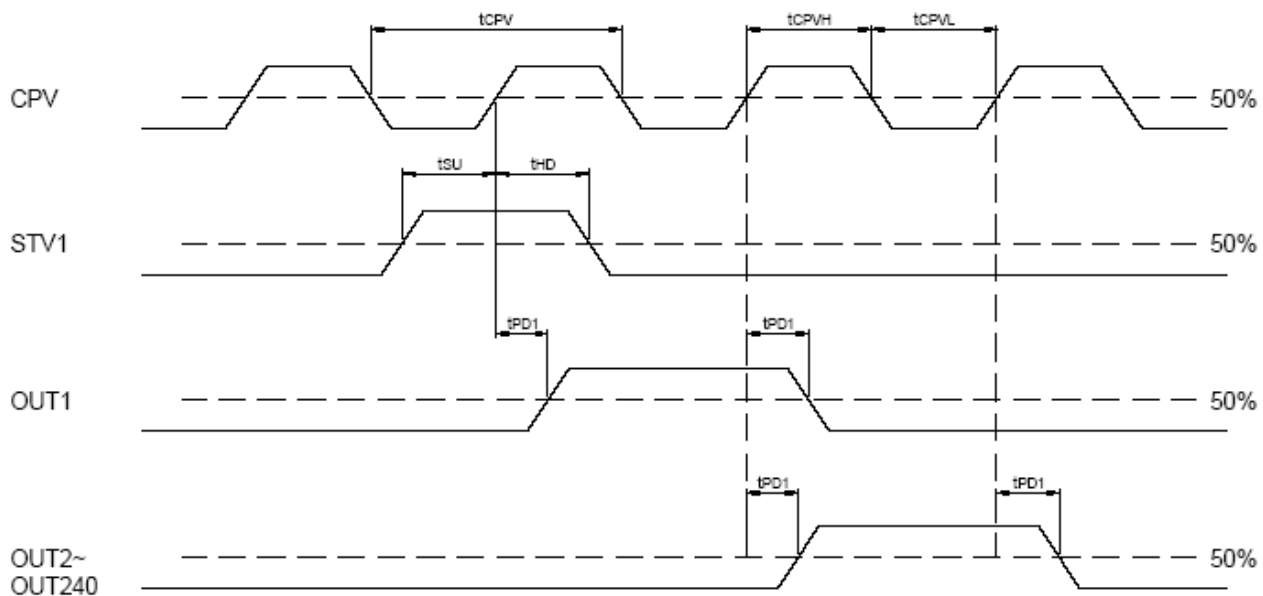 tCPV
tCPVH
tCPVL
CPV
50%
tSU
tHD
STV1
50%
tPD1
tPD1
OUT1
50%
tPD1
tPD1
OUT2~
OUT240
50%